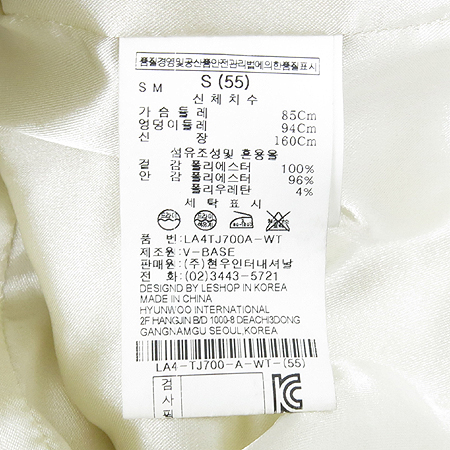 품질경영및공산품안전관리법에의한품질표시
S M S (55)
신 체 치 수
가 슴 둘 레 85Cm
엉덩이둘레 94Cm
신 장 160Cm
섬유조성및 혼용율
겉 감 폴리에스터 100%
안 감 폴리에스터 96%
폴리우레탄 4%
세 탁 표 시
품 번: LA4TJ700A-WT
제조원: V-BASE
판매원: (주)현우인터내셔날
전 화: (02)3443-5721
DESIGND BY LESHOP IN KOREA
MADE IN CHINA
HYUNWOO INTERNATIONAL
2F HANGJIN B/D 1000-8 DEACH3DONG
GANGNAMGU SEOUL,KOREA
LA4-TJ700-A-WT-(55)
검
사
필